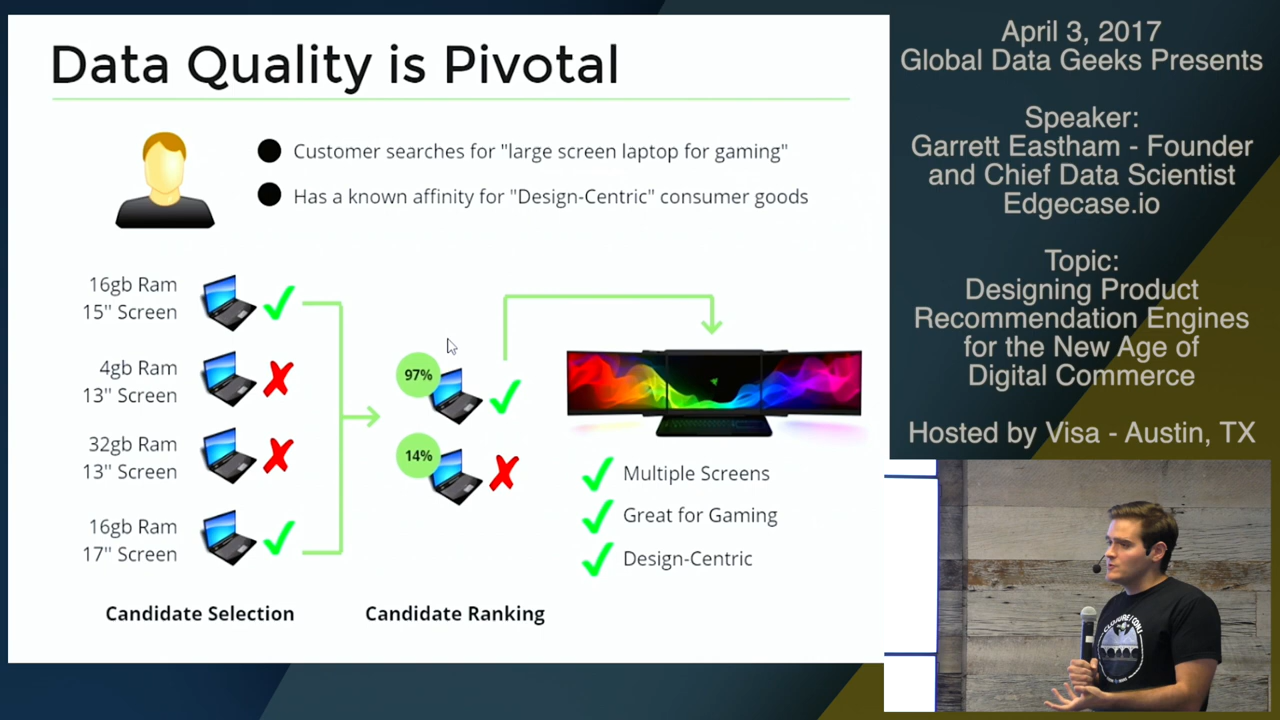 Data Quality is Pivotal
Customer searches for "large screen laptop for gaming"
Has a known affinity for "Design-Centric" consumer goods
16gb Ram
15" Screen
4gb Ram
13" Screen
32gb Ram
13" Screen
16gb Ram
17" Screen
Candidate Selection
97%
14%
Candidate Ranking
Multiple Screens
Great for Gaming
Design-Centric
April 3, 2017
Global Data Geeks Presents
Speaker:
Garrett Eastham - Founder
and Chief Data Scientist
Edgecase.io
Topic:
Designing Product
Recommendation Engines
for the New Age of
Digital Commerce
Hosted by Visa - Austin, TX